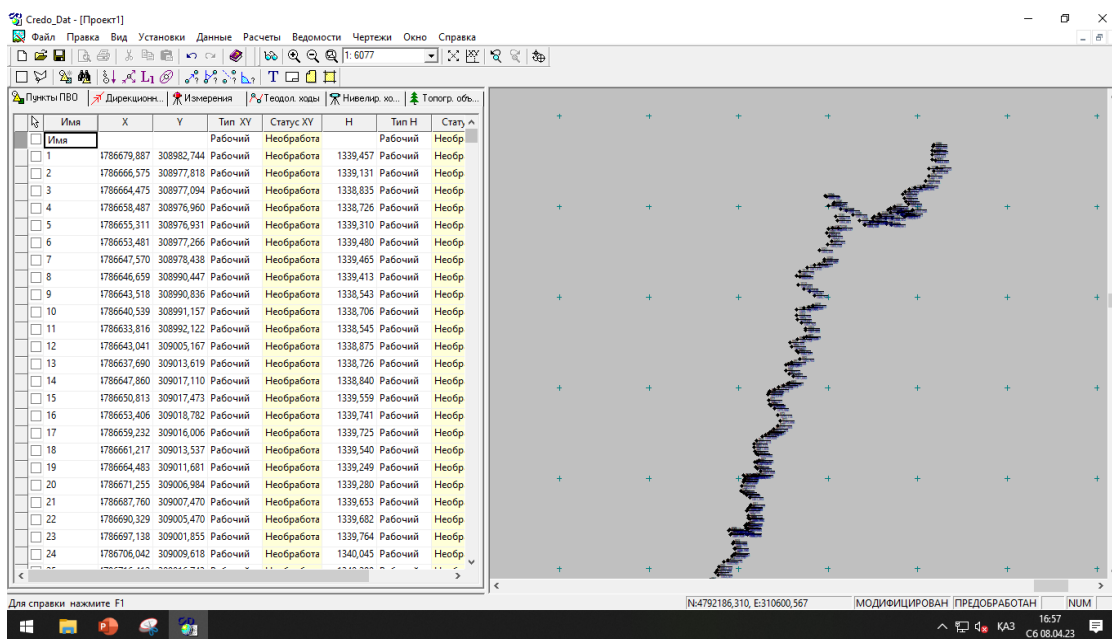 Credo_Dat - [Проект1]
Файл Правка Вид Установки Данные Расчеты Ведомости Чертежи Окно Справка
1: 6077
L1 T
Пункты ПВО Дирекционн... Измерения Теодол. ходы Нивелир. хо... Топогр. объ...
Имя X Y Тип XY Статус XY H Тип H Стату
Имя Рабочий Необработа Рабочий Необр
1 4786679,887 308982,744 Рабочий Необработа 1339,457 Рабочий Необр
2 4786666,575 308977,818 Рабочий Необработа 1339,131 Рабочий Необр
3 4786664,475 308977,094 Рабочий Необработа 1338,835 Рабочий Необр
4 4786658,487 308976,960 Рабочий Необработа 1338,726 Рабочий Необр
5 4786655,311 308976,931 Рабочий Необработа 1339,310 Рабочий Необр
6 4786653,481 308977,266 Рабочий Необработа 1339,480 Рабочий Необр
7 4786647,570 308978,438 Рабочий Необработа 1339,465 Рабочий Необр
8 4786646,659 308990,447 Рабочий Необработа 1339,413 Рабочий Необр
9 4786643,518 308990,836 Рабочий Необработа 1338,543 Рабочий Необр
10 4786640,539 308991,157 Рабочий Необработа 1338,706 Рабочий Необр
11 4786633,816 308992,122 Рабочий Необработа 1338,545 Рабочий Необр
12 4786643,041 309005,167 Рабочий Необработа 1338,875 Рабочий Необр
13 4786637,690 309013,619 Рабочий Необработа 1338,726 Рабочий Необр
14 4786647,860 309017,110 Рабочий Необработа 1338,840 Рабочий Необр
15 4786650,813 309017,473 Рабочий Необработа 1339,559 Рабочий Необр
16 4786653,406 309018,782 Рабочий Необработа 1339,741 Рабочий Необр
17 4786659,232 309016,006 Рабочий Необработа 1339,725 Рабочий Необр
18 4786661,217 309013,537 Рабочий Необработа 1339,540 Рабочий Необр
19 4786664,483 309011,681 Рабочий Необработа 1339,249 Рабочий Необр
20 4786671,255 309006,984 Рабочий Необработа 1339,280 Рабочий Необр
21 4786687,760 309007,470 Рабочий Необработа 1339,653 Рабочий Необр
22 4786690,329 309005,470 Рабочий Необработа 1339,682 Рабочий Необр
23 4786697,138 309001,855 Рабочий Необработа 1339,764 Рабочий Необр
24 4786706,042 309009,618 Рабочий Необработа 1340,045 Рабочий Необр
Для справки нажмите F1 N:4792186,310, E:310600,567 МОДИФИЦИРОВАН ПРЕДОБРАБОТАН NUM
ҚАЗ 16:57
Сб 08.04.23